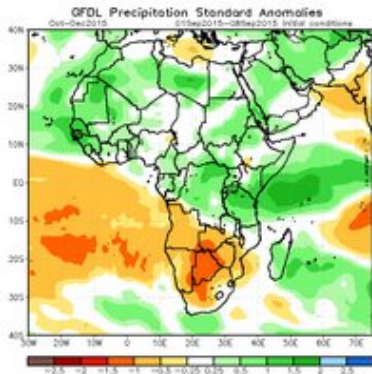 GFDL Precipitation Standard Anomalies
Oct-Dec2015 01Sep2015-08Sep2015 Initial conditions
40N
30N
20N
10N
EQ
10S
20S
30S
40S
30W 20W 10W 0 10E 20E 30E 40E 50E 60E 70E
-2.5 -2 -1.5 -1 -0.5 -0.25 0.25 0.5 1 1.5 2 2.5